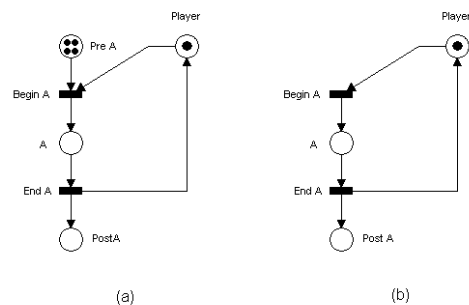 Player
Pre A
Begin A
A
End A
PostA
(a)
Player
Begin A
A
End A
Post A
(b)